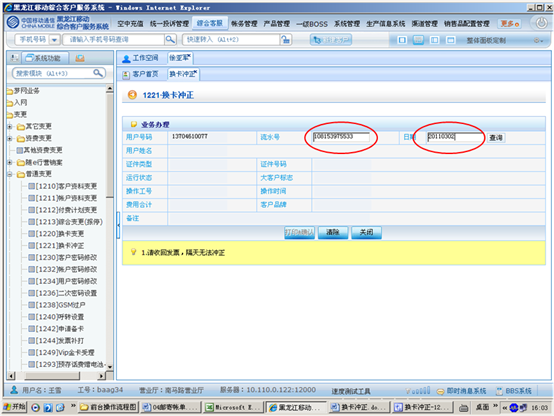 黑龙江移动综合客户服务系统 - Windows Internet Explorer
中国移动通信
CHINA MOBILE
黑龙江移动
综合客户服务系统
空中充值 统一投诉管理 综合客服 帐务管理 产品管理 一级BOSS 系统管理 生产信息系统 渠道管理 销售品配置管理 更多
手机号码 请输入手机号码查询 快速转入 (Alt+2) 整体面板定制
系统功能
搜索模块 (Alt+3)
梦网业务
入网
变更
其它变更
资费变更
其他资费变更
随e行营销案
普通变更
[1210]客户资料变更
[1211]帐户资料变更
[1212]付费计划变更
[1213]综合变更(报停)
[1220]换卡变更
[1221]换卡冲正
[1230]客户密码修改
[1232]帐户密码修改
[1234]用户密码修改
[1236]二次密码设置
[1238]GSM过户
[1240]呼转设置
[1242]申请备卡
[1244]发票补打
[1249]Vip金卡受理
[1293]预存话费赠电池
工作空间 徐亚军
客户首页 换卡冲正
1221-换卡冲正
业务办理
用户号码 13704610077 流水号 108153975533 日期 20110302 查询
用户姓名
证件类型 证件号码
运行状态 大客户标志
操作工号 操作时间
费用合计 客户品牌
备注
打印&确认 清除 关闭
1.请收回发票，隔天无法冲正
用户名：王雪 工号：baag34 营业厅：南马路营业厅 服务器：10.110.0.122:12000 速度测试工具 即时消息系统 BBS系统
开始 前台操作流程图 04邮寄帐单... Microsoft E... 黑龙江移动... 换卡冲正.do... 换卡冲正-12... 桌面 16:03